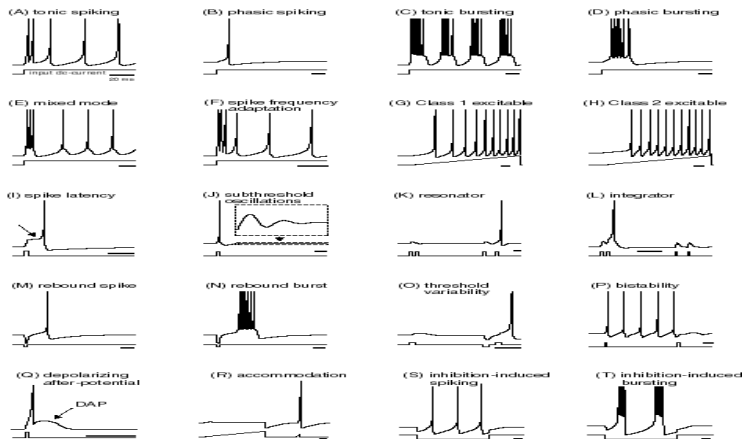 (A) tonic spiking
(B) phasic spiking
(C) tonic bursting
(D) phasic bursting
input dc-current
20 ms
(E) mixed mode
(F) spike frequency
adaptation
(G) Class 1 excitable
(H) Class 2 excitable
(I) spike latency
(J) subthreshold
oscillations
(K) resonator
(L) integrator
(M) rebound spike
(N) rebound burst
(O) threshold
variability
(P) bistability
(Q) depolarizing
after-potential
DAP
(R) accommodation
(S) inhibition-induced
spiking
(T) inhibition-induced
bursting